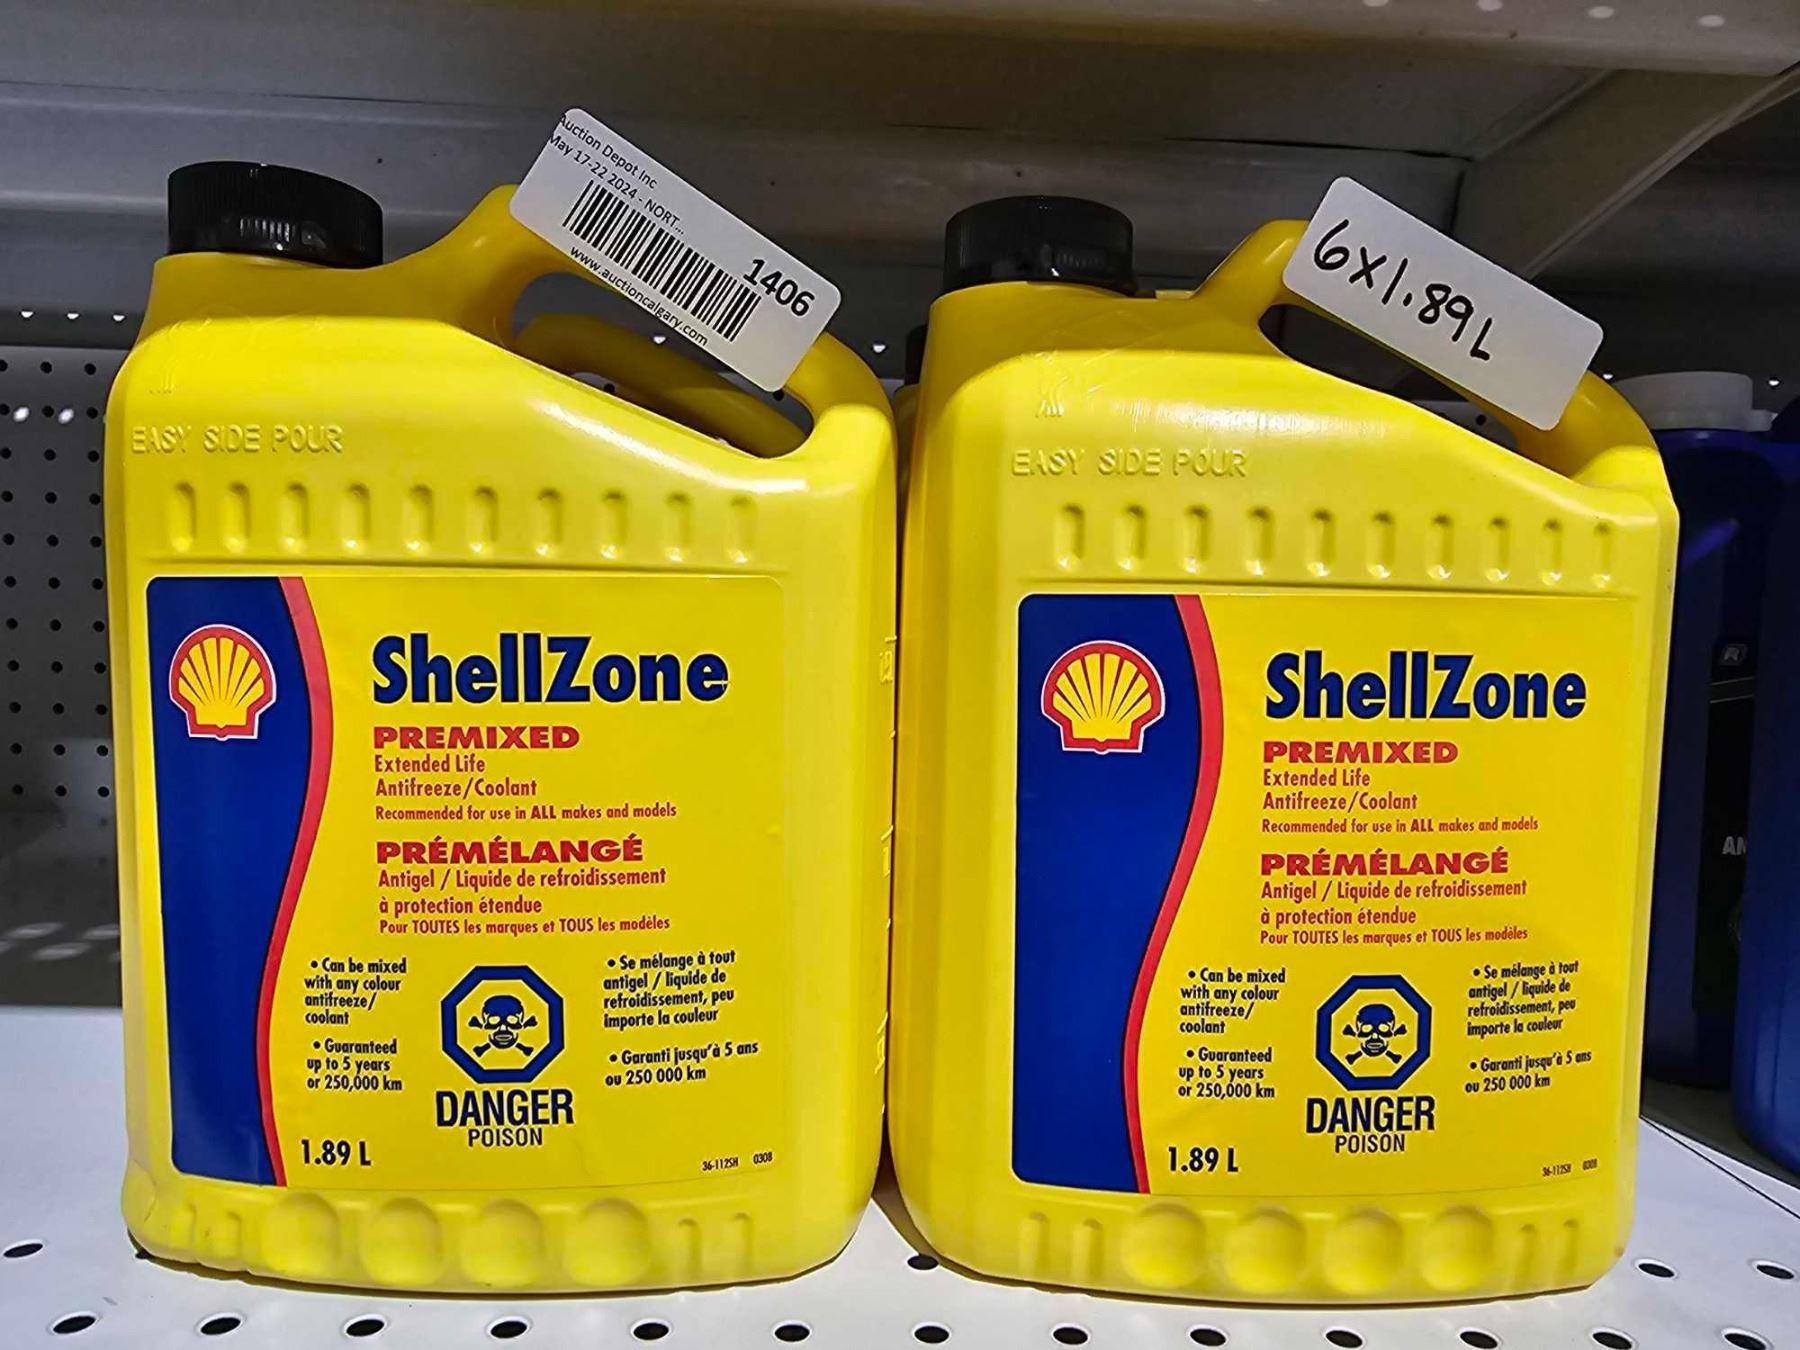 Auction Depot Inc
May 17-22 2024 - NORT...
1406
www.auctioncalgary.com
EASY SIDE POUR
ShellZone
PREMIXED
Extended Life
Antifreeze/Coolant
Recommended for use in ALL makes and models
PRÉMÉLANGÉ
Antigel / Liquide de refroidissement
à protection étendue
Pour TOUTES les marques et TOUS les modèles
• Can be mixed
with any colour
antifreeze/
coolant
• Guaranteed
up to 5 years
or 250,000 km
DANGER
POISON
• Se mélange à tout
antigel / liquide de
refroidissement, peu
importe la couleur
• Garanti jusqu'à 5 ans
ou 250 000 km
1.89 L
36-112SH 0308
6x1.89L
EASY SIDE POUR
ShellZone
PREMIXED
Extended Life
Antifreeze/Coolant
Recommended for use in ALL makes and models
PRÉMÉLANGÉ
Antigel / Liquide de refroidissement
à protection étendue
Pour TOUTES les marques et TOUS les modèles
• Can be mixed
with any colour
antifreeze/
coolant
• Guaranteed
up to 5 years
or 250,000 km
DANGER
POISON
• Se mélange à tout
antigel / liquide de
refroidissement, peu
importe la couleur
• Garanti jusqu'à 5 ans
ou 250 000 km
1.89 L
36-112SH 0308